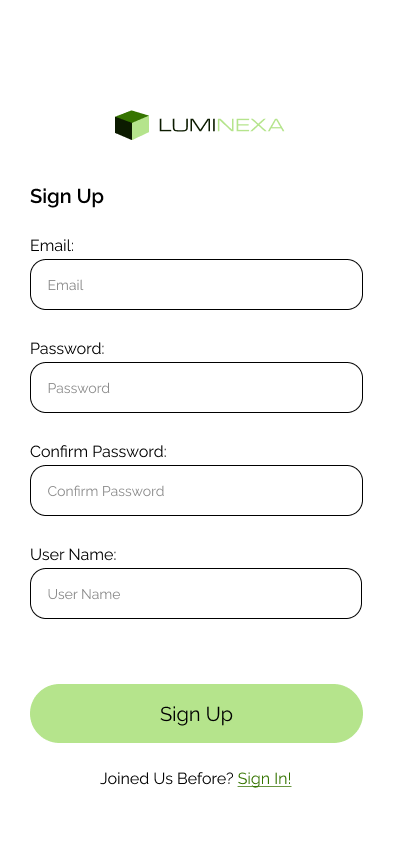 LUMINEXA
Sign Up
Email:
Email
Password:
Password
Confirm Password:
Confirm Password
User Name:
User Name
Sign Up
Joined Us Before? Sign In!